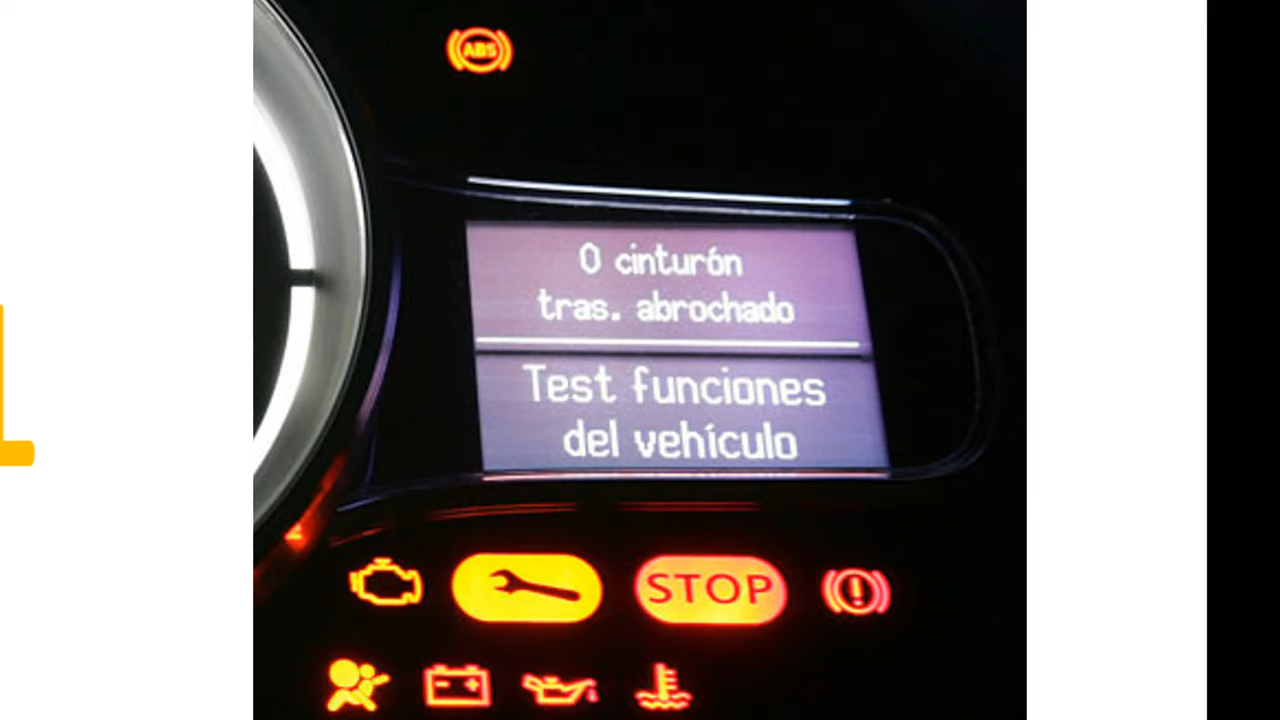 ABS
0 cinturón
tras. abrochado
Test funciones
del vehículo
STOP